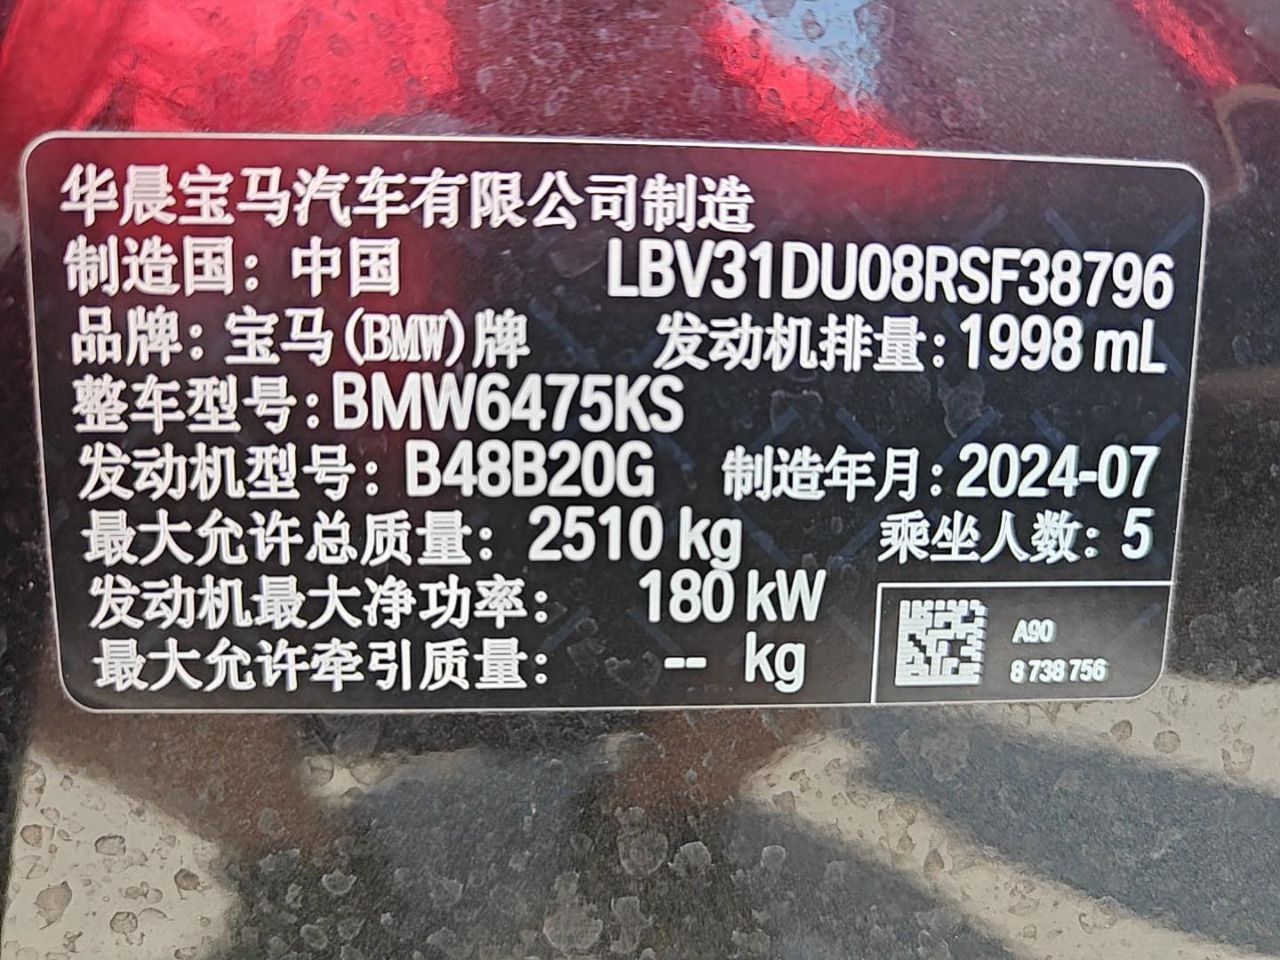 华晨宝马汽车有限公司制造
制造国：中国 LBV31DU08RSF38796
品牌：宝马(BMW)牌 发动机排量：1998 mL
整车型号：BMW6475KS
发动机型号：B48B20G 制造年月：2024-07
最大允许总质量：2510 kg 乘坐人数：5
发动机最大净功率：180 kW
最大允许牵引质量：-- kg
A90
8 738 756